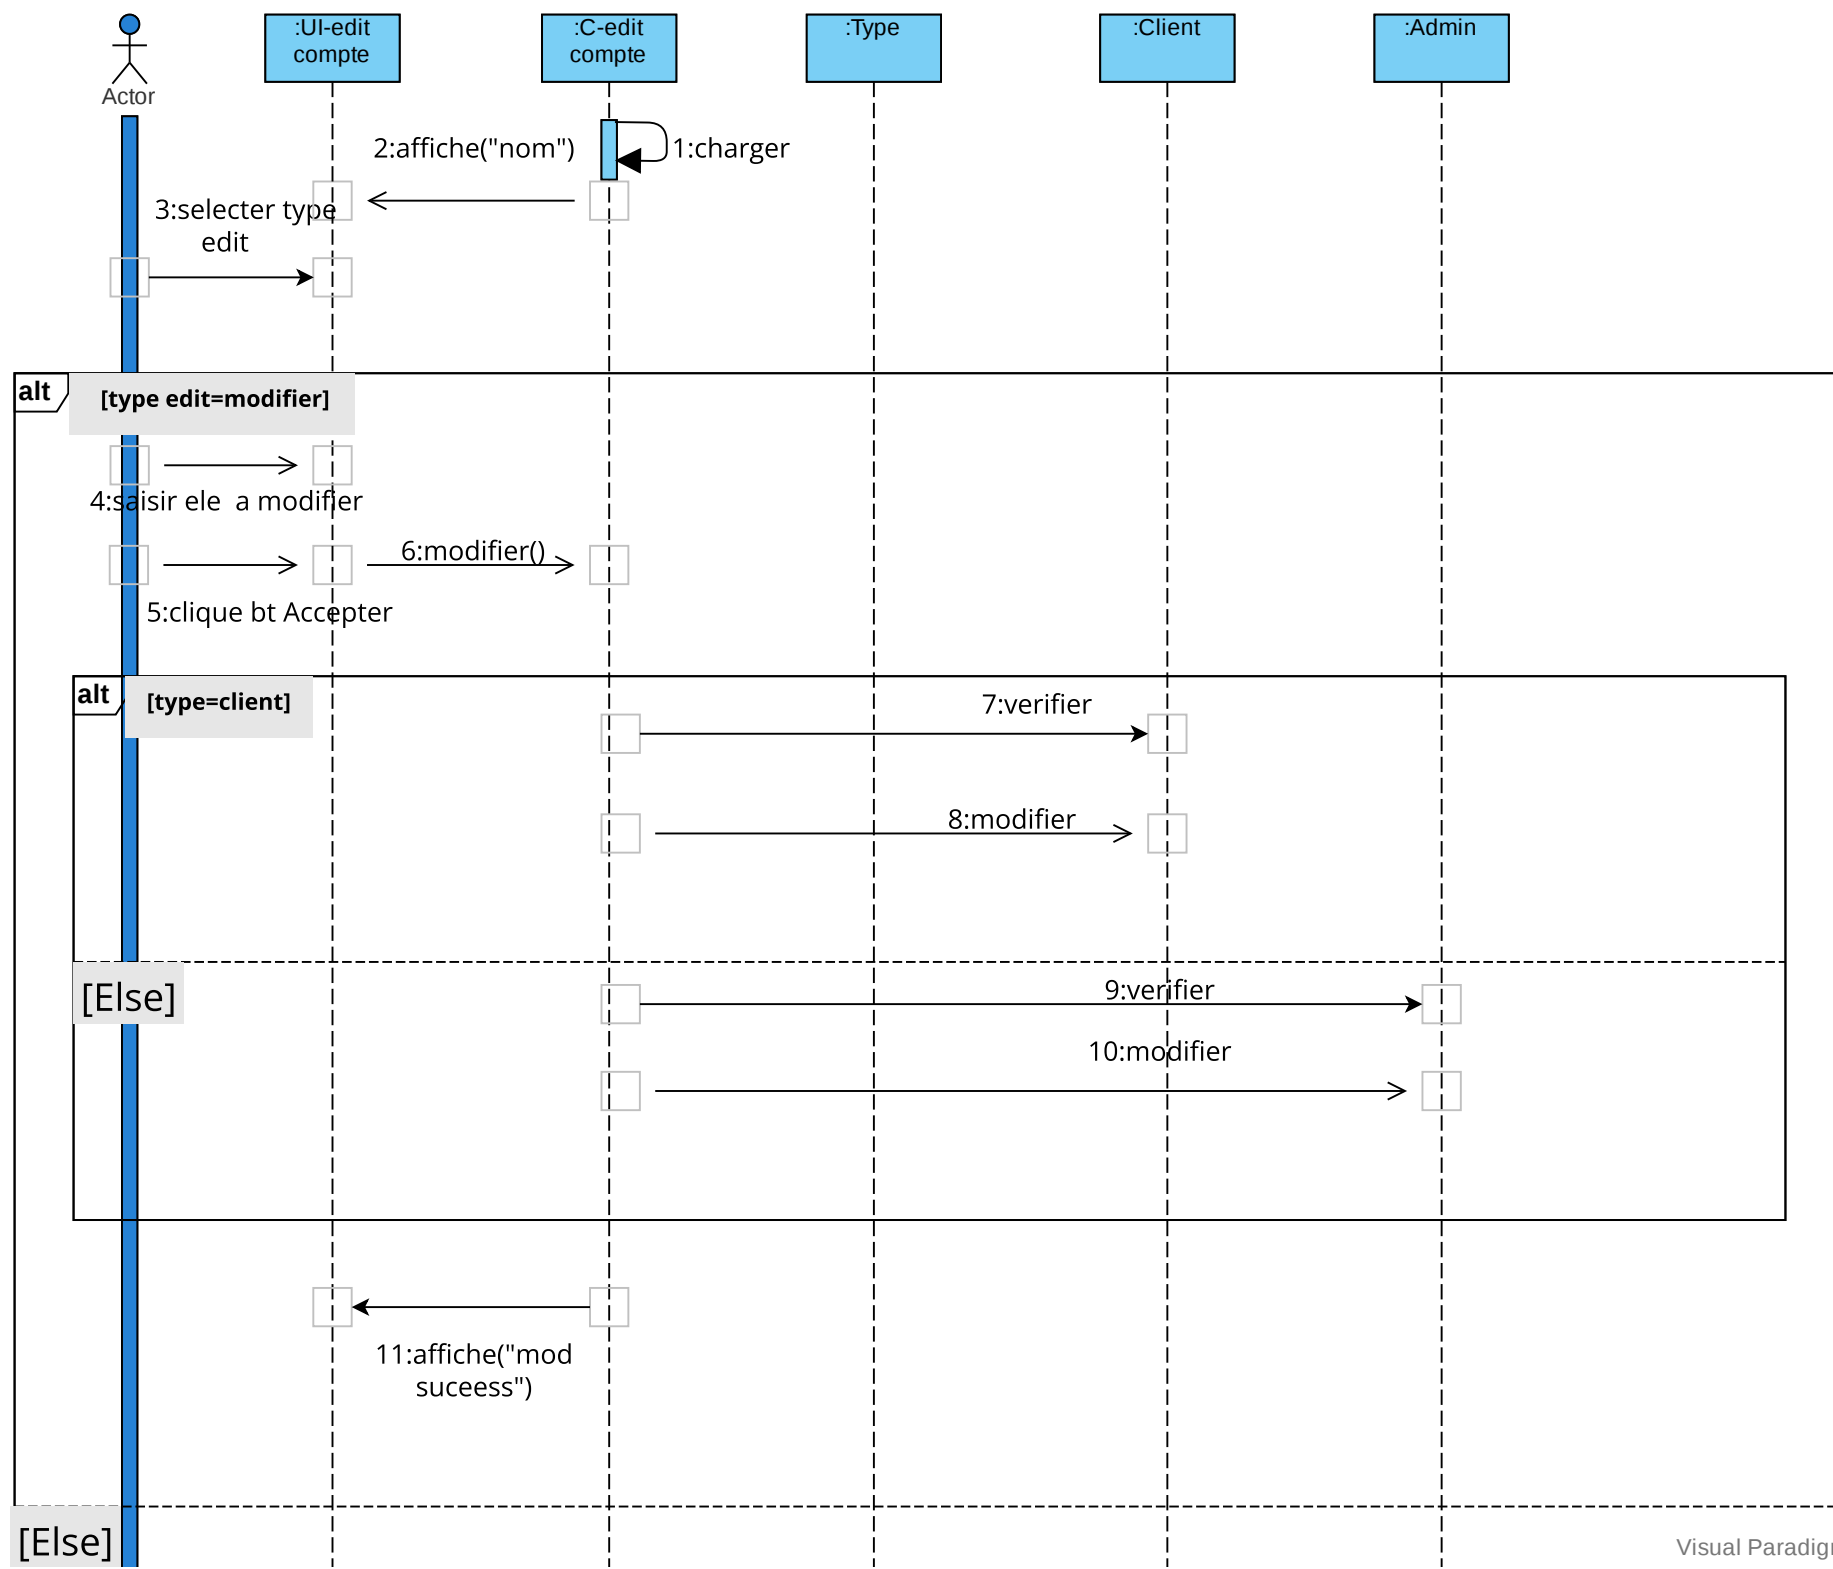 :UI-edit
compte
:C-edit
compte
:Type
:Client
:Admin
Actor
2:affiche("nom")
1:charger
3:selecter type
edit
alt
[type edit=modifier]
4:saisir ele  a modifier
6:modifier()
5:clique bt Accepter
alt
[type=client]
7:verifier
8:modifier
[Else]
9:verifier
10:modifier
11:affiche("mod
suceess")
[Else]
Visual Paradigm